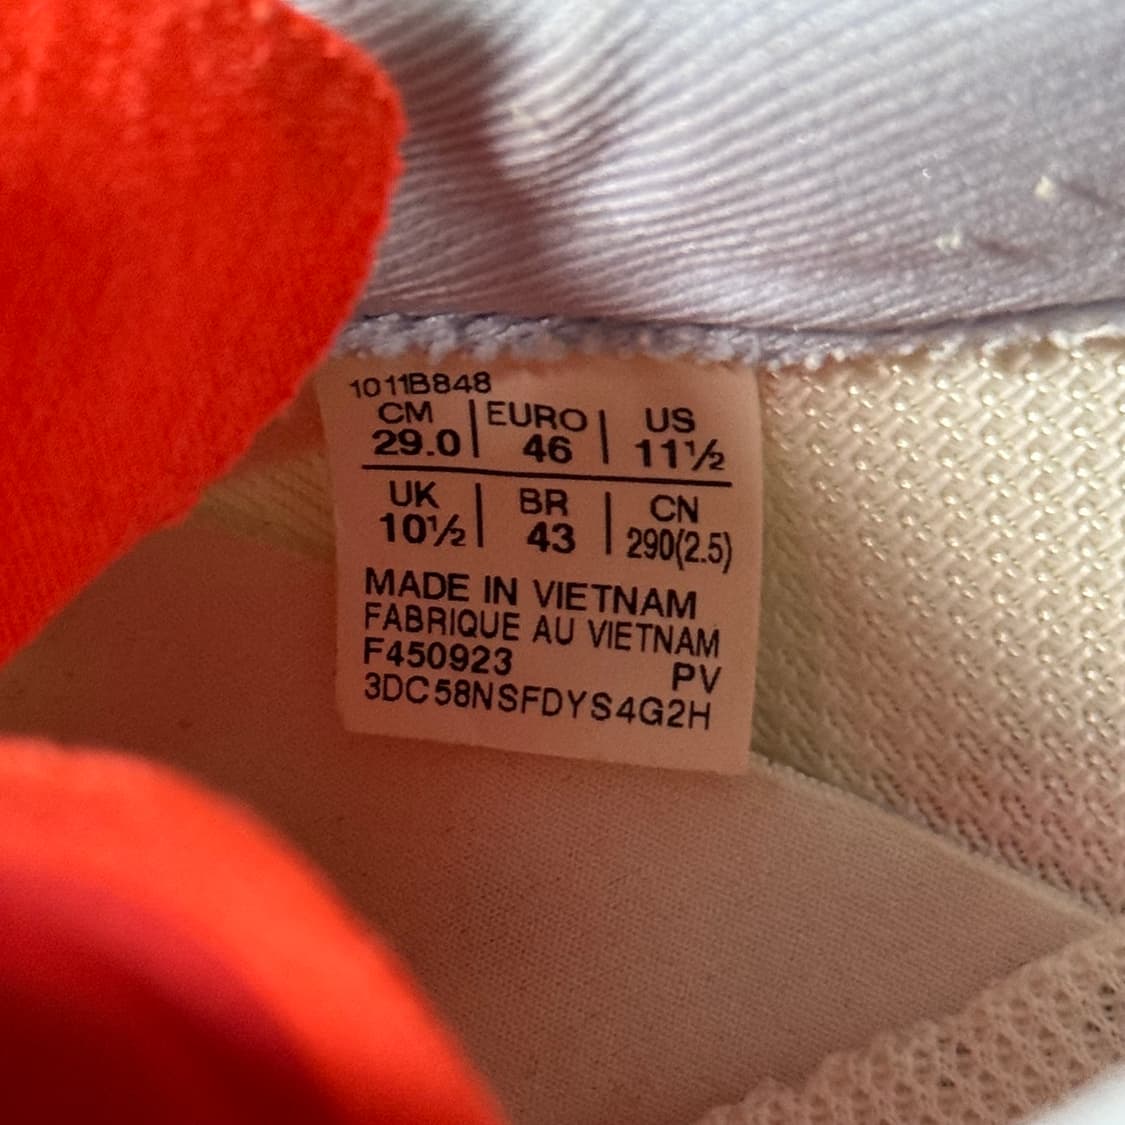 1011B848
CM | EURO | US
29.0 | 46 | 11½
UK | BR | CN
10½ | 43 | 290(2.5)
MADE IN VIETNAM
FABRIQUE AU VIETNAM
F450923 PV
3DC58NSFDYS4G2H